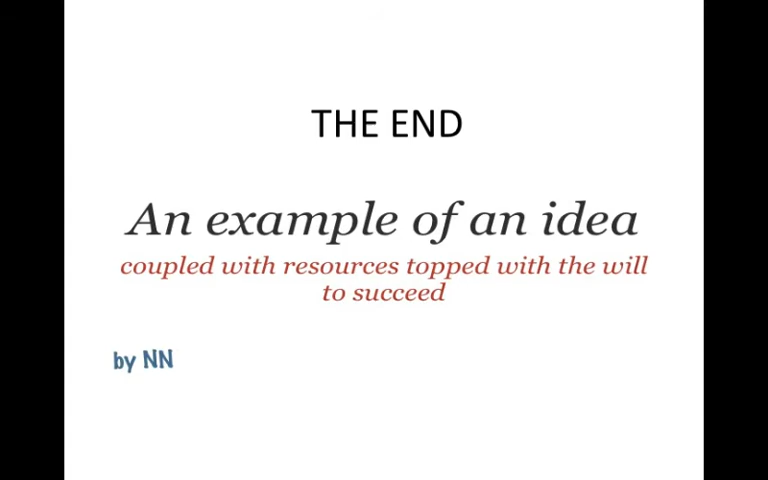 THE END
An example of an idea
coupled with resources topped with the will
to succeed
by NN